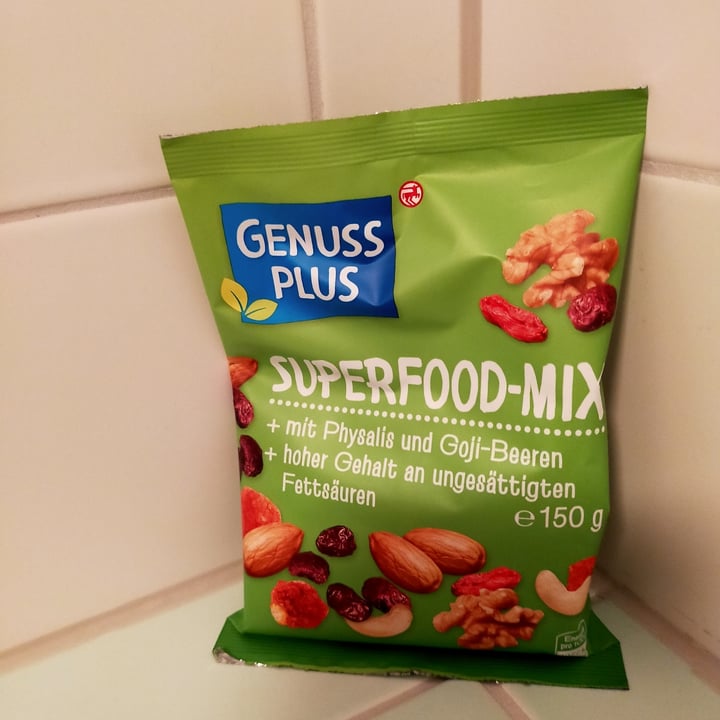 GENUSS
PLUS
SUPERFOOD-MIX
+ mit Physalis und Goji-Beeren
+ hoher Gehalt an ungesättigten
Fettsäuren
℮ 150 g